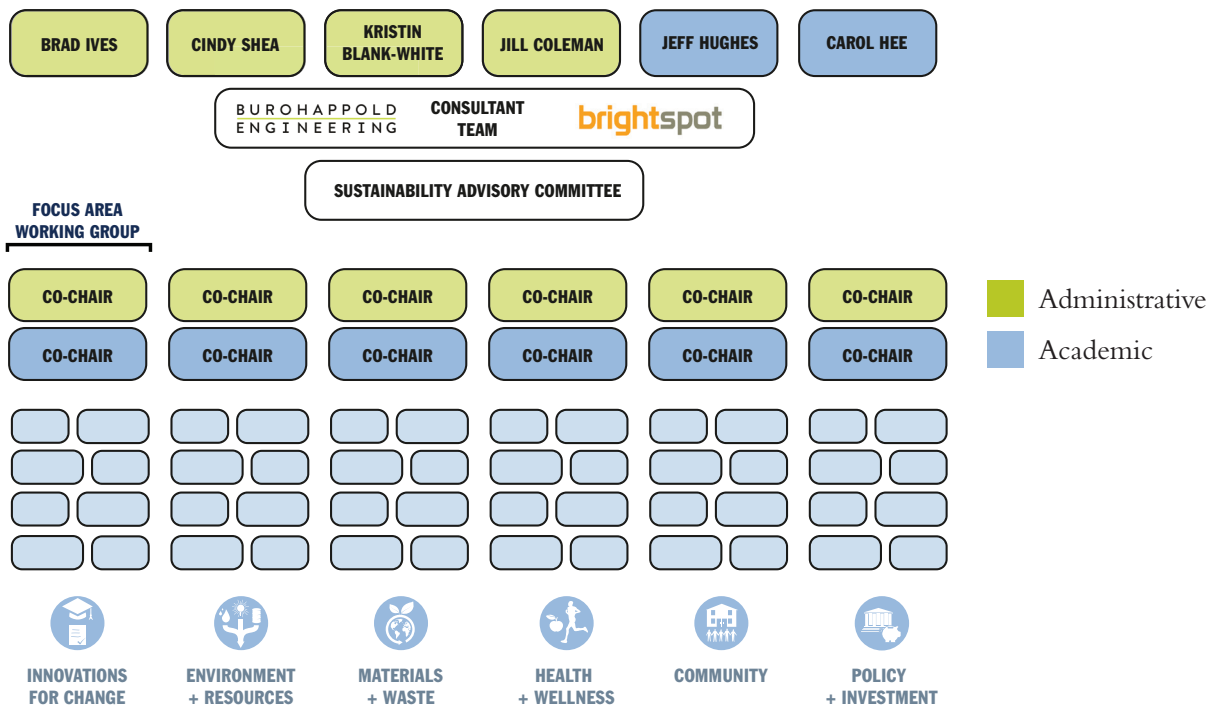 BRAD IVES
CINDY SHEA
KRISTIN
BLANK-WHITE
JILL COLEMAN
JEFF HUGHES
CAROL HEE
BUROHAPPOLD
ENGINEERING
CONSULTANT
TEAM
brightspot
SUSTAINABILITY ADVISORY COMMITTEE
FOCUS AREA
WORKING GROUP
CO-CHAIR
CO-CHAIR
CO-CHAIR
CO-CHAIR
CO-CHAIR
CO-CHAIR
CO-CHAIR
CO-CHAIR
CO-CHAIR
CO-CHAIR
CO-CHAIR
CO-CHAIR
Administrative
Academic
INNOVATIONS
FOR CHANGE
ENVIRONMENT
+ RESOURCES
MATERIALS
+ WASTE
HEALTH
+ WELLNESS
COMMUNITY
POLICY
+ INVESTMENT